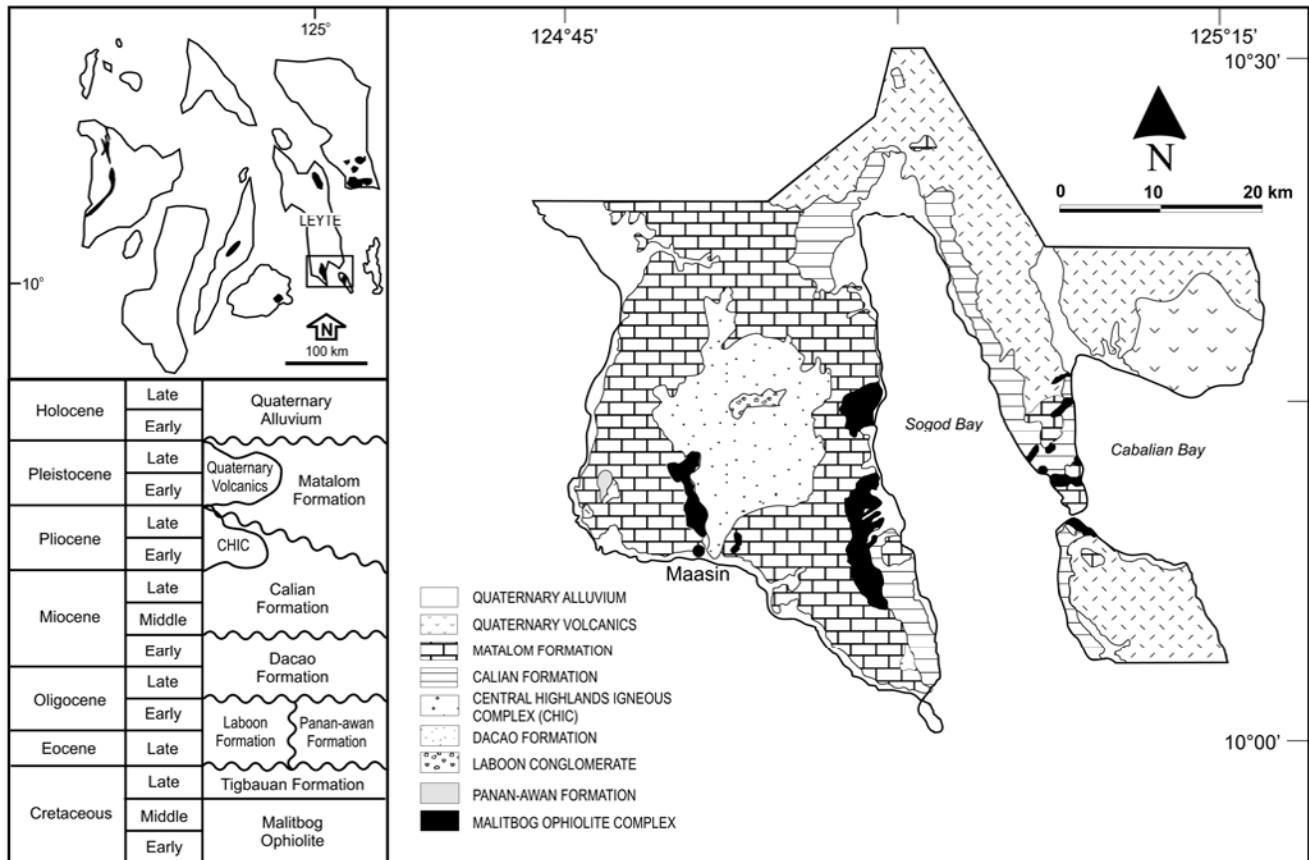 125°
10°
LEYTE
N
100 km
Holocene
Late
Early
Quaternary
Alluvium
Pleistocene
Late
Early
Quaternary
Volcanics
Matalom
Formation
Pliocene
Late
Early
CHIC
Miocene
Late
Middle
Early
Calian
Formation
Dacao
Formation
Oligocene
Late
Early
Eocene
Late
Laboon
Formation
Panan-awan
Formation
Cretaceous
Late
Middle
Early
Tigbauan Formation
Malitbog
Ophiolite
124°45'
125°15'
10°30'
N
0 10 20 km
Sogod Bay
Cabalian Bay
Maasin
10°00'
QUATERNARY ALLUVIUM
QUATERNARY VOLCANICS
MATALOM FORMATION
CALIAN FORMATION
CENTRAL HIGHLANDS IGNEOUS
COMPLEX (CHIC)
DACAO FORMATION
LABOON CONGLOMERATE
PANAN-AWAN FORMATION
MALITBOG OPHIOLITE COMPLEX